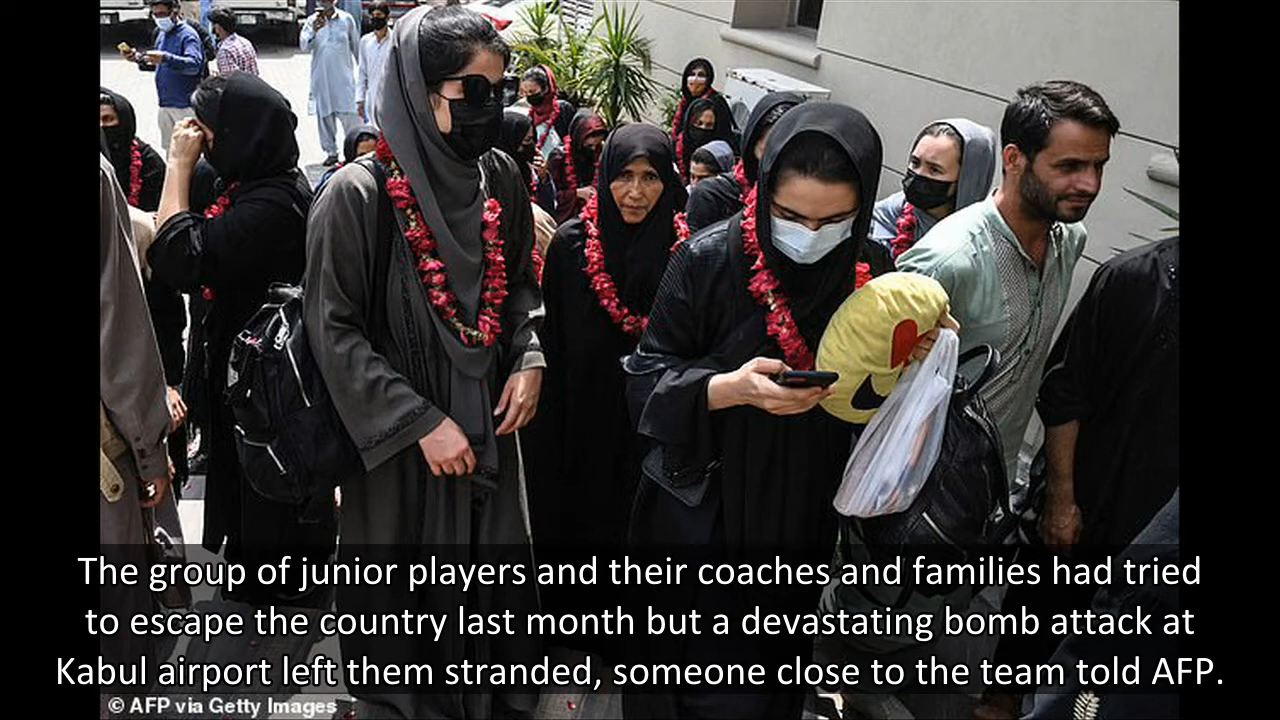 The group of junior players and their coaches and families had tried
to escape the country last month but a devastating bomb attack at
Kabul airport left them stranded, someone close to the team told AFP.
© AFP via Getty Images